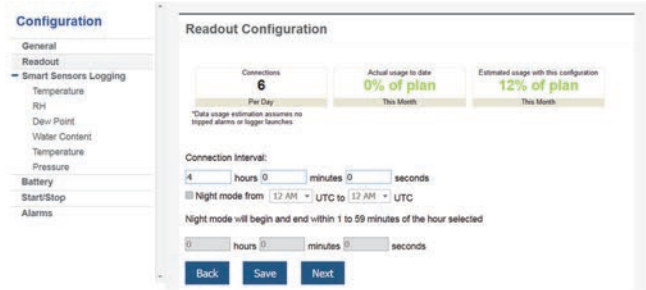 Configuration
General
Readout
Smart Sensors Logging
Temperature
RH
Dew Point
Water Content
Temperature
Pressure
Battery
Start/Stop
Alarms
Readout Configuration
Connections
6
Per Day
Actual usage to date
0% of plan
This Month
Estimated usage with this configuration
12% of plan
This Month
*Data usage estimation assumes no
tripped alarms or logger launches.
Connection Interval:
4 hours 0 minutes 0 seconds
Night mode from 12 AM UTC to 12 AM UTC
Night mode will begin and end within 1 to 59 minutes of the hour selected
0 hours 0 minutes 0 seconds
Back Save Next